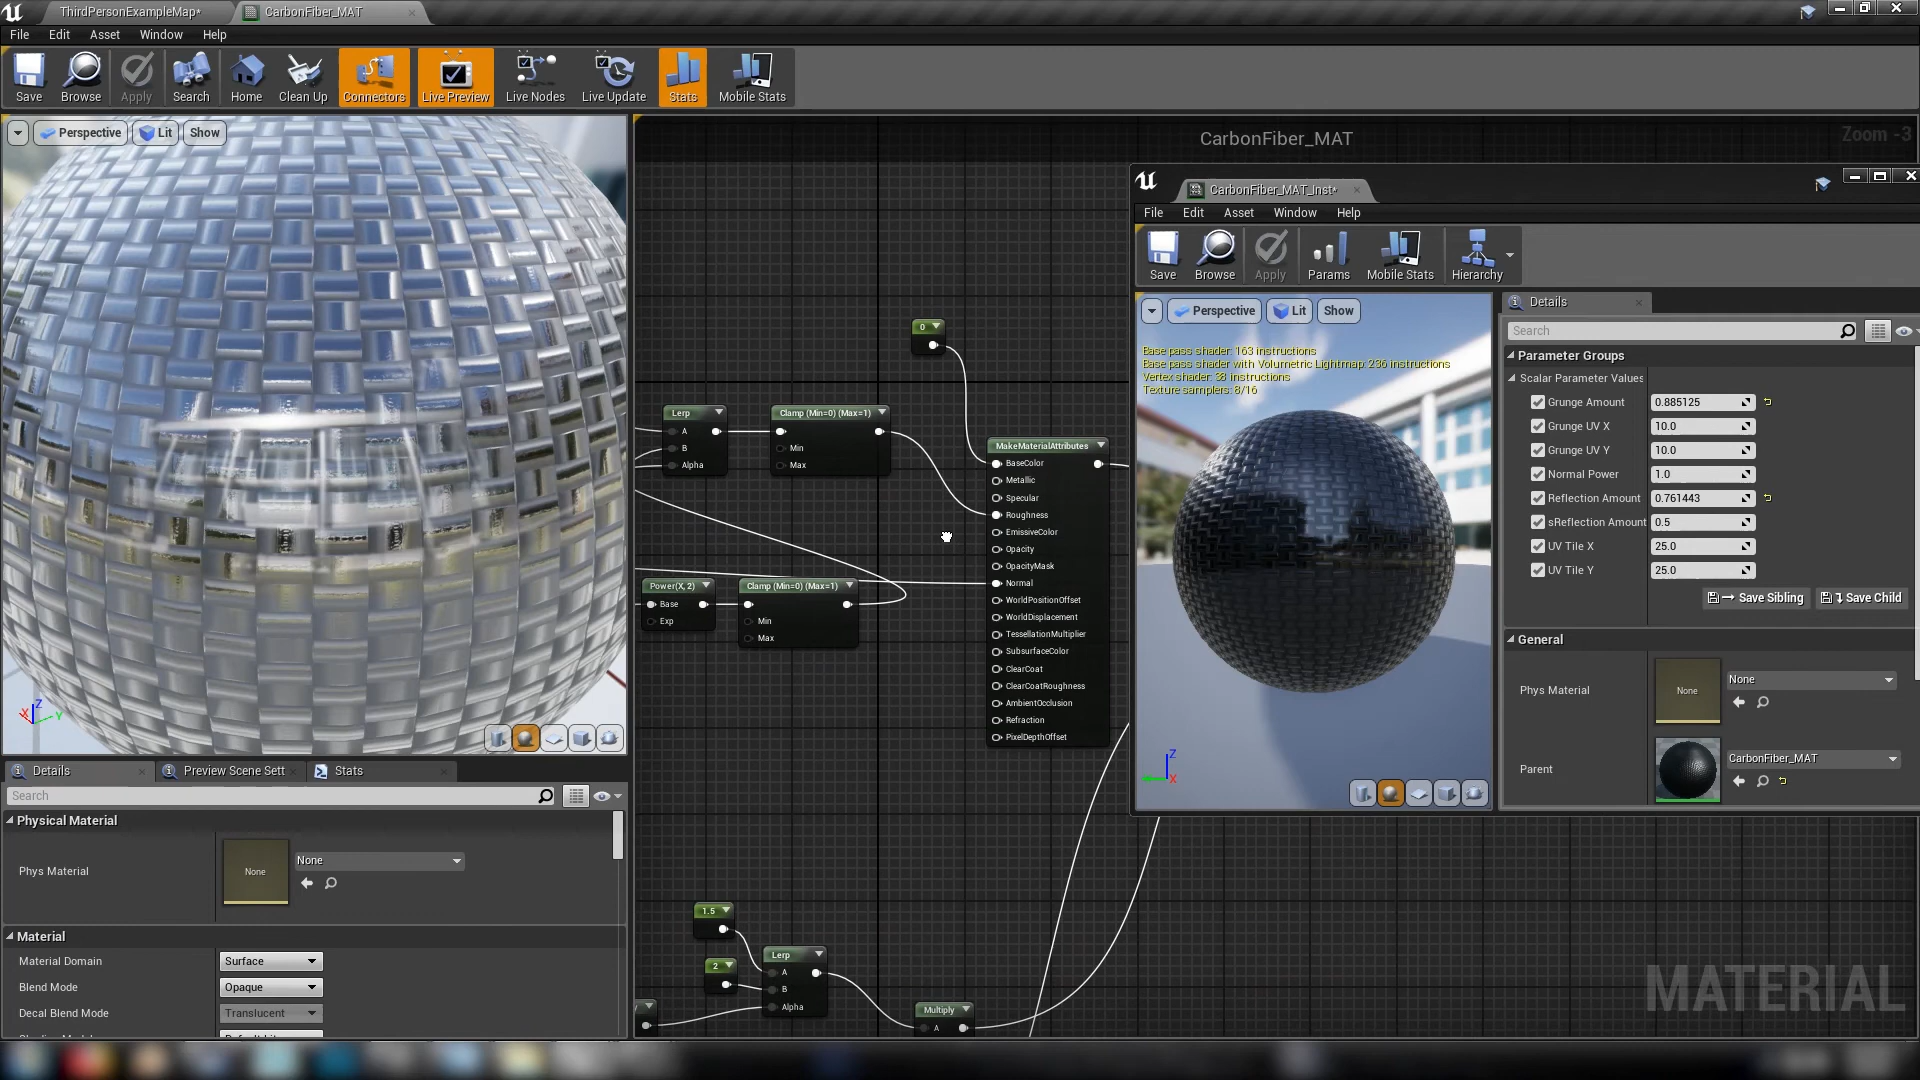 ThirdPersonExampleMap*
CarbonFiber_MAT
File Edit Asset Window Help
Save Browse Apply Search Home Clean Up Connectors Live Preview Live Nodes Live Update Stats Mobile Stats
Perspective Lit Show
CarbonFiber_MAT
Zoom -3
0
Lerp
A
B
Alpha
Clamp (Min=0) (Max=1)
Min
Max
Power(X, 2)
Base
Exp
Clamp (Min=0) (Max=1)
Min
Max
MakeMaterialAttributes
BaseColor
Metallic
Specular
Roughness
EmissiveColor
Opacity
OpacityMask
Normal
WorldPositionOffset
WorldDisplacement
TessellationMultiplier
SubsurfaceColor
ClearCoat
ClearCoatRoughness
AmbientOcclusion
Refraction
PixelDepthOffset
1.5
2
Lerp
A
B
Alpha
Multiply
A
MATERIAL
CarbonFiber_MAT_Inst*
File Edit Asset Window Help
Save Browse Apply Params Mobile Stats Hierarchy
Perspective Lit Show
Base pass shader: 163 instructions
Base pass shader with Volumetric Lightmap: 236 instructions
Vertex shader: 38 instructions
Texture samplers: 8/16
Z
X
Details
Search
Parameter Groups
Scalar Parameter Values
Grunge Amount 0.885125
Grunge UV X 10.0
Grunge UV Y 10.0
Normal Power 1.0
Reflection Amount 0.761443
sReflection Amount 0.5
UV Tile X 25.0
UV Tile Y 25.0
Save Sibling Save Child
General
Phys Material None None
Parent CarbonFiber_MAT
X Z Y
Details Preview Scene Sett Stats
Search
Physical Material
Phys Material None None
Material
Material Domain Surface
Blend Mode Opaque
Decal Blend Mode Translucent